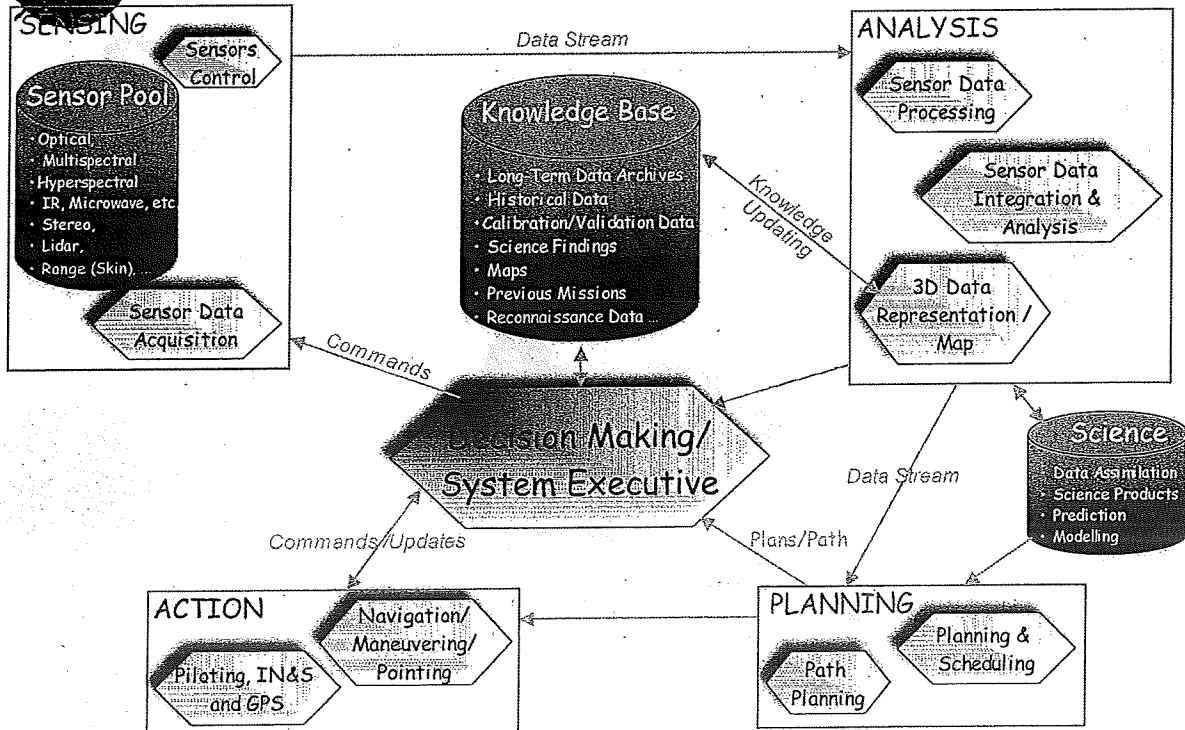 SENSING
Sensors
Control
Sensor Pool
• Optical,
• Multispectral
• Hyperspectral
• IR, Microwave, etc
• Stereo,
• Lidar,
• Range (Skin), ...
Sensor Data
Acquisition
Data Stream
Knowledge Base
• Long-Term Data Archives
• Historical Data
• Calibration/Validation Data
• Science Findings
• Maps
• Previous Missions
• Reconnaissance Data ...
Knowledge
Updating
ANALYSIS
Sensor Data
Processing
Sensor Data
Integration &
Analysis
3D Data
Representation /
Map
Commands
Decision Making/
System Executive
Science
• Data Assimilation
• Science Products
• Prediction
• Modelling
Data Stream
Commands/Updates
Plans/Path
ACTION
Navigation/
Maneuvering/
Pointing
Piloting, IN&S
and GPS
PLANNING
Planning &
Scheduling
Path
Planning